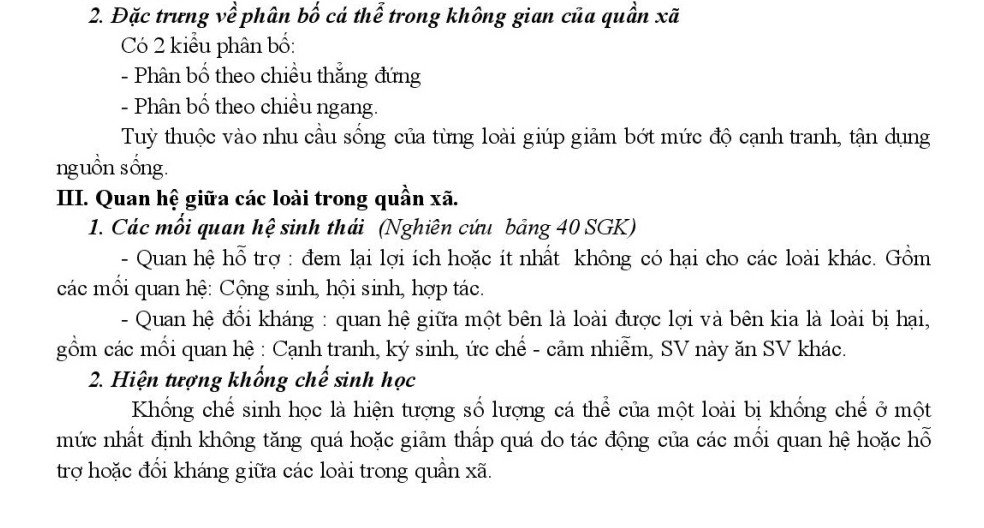 2. Đặc trưng về phân bố cá thể trong không gian của quần xã
Có 2 kiểu phân bố:
- Phân bố theo chiều thẳng đứng
- Phân bố theo chiều ngang.
Tuỳ thuộc vào nhu cầu sống của từng loài giúp giảm bớt mức độ cạnh tranh, tận dụng
nguồn sống.
III. Quan hệ giữa các loài trong quần xã.
1. Các mối quan hệ sinh thái (Nghiên cứu bảng 40 SGK)
- Quan hệ hỗ trợ : đem lại lợi ích hoặc ít nhất không có hại cho các loài khác. Gồm
các mối quan hệ: Cộng sinh, hội sinh, hợp tác.
- Quan hệ đối kháng : quan hệ giữa một bên là loài được lợi và bên kia là loài bị hại,
gồm các mối quan hệ : Cạnh tranh, ký sinh, ức chế - cảm nhiễm, SV này ăn SV khác.
2. Hiện tượng khống chế sinh học
Khống chế sinh học là hiện tượng số lượng cá thể của một loài bị khống chế ở một
mức nhất định không tăng quá hoặc giảm thấp quá do tác động của các mối quan hệ hoặc hỗ
trợ hoặc đối kháng giữa các loài trong quần xã.